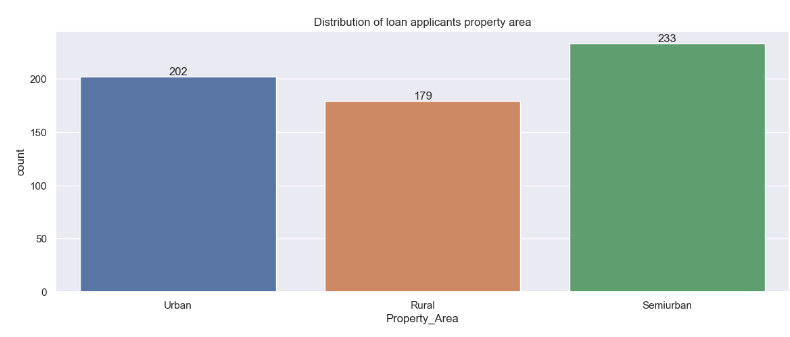 Distribution of loan applicants property area
233
202
179
200
150
100
50
0
count
Urban
Rural
Semiurban
Property_Area